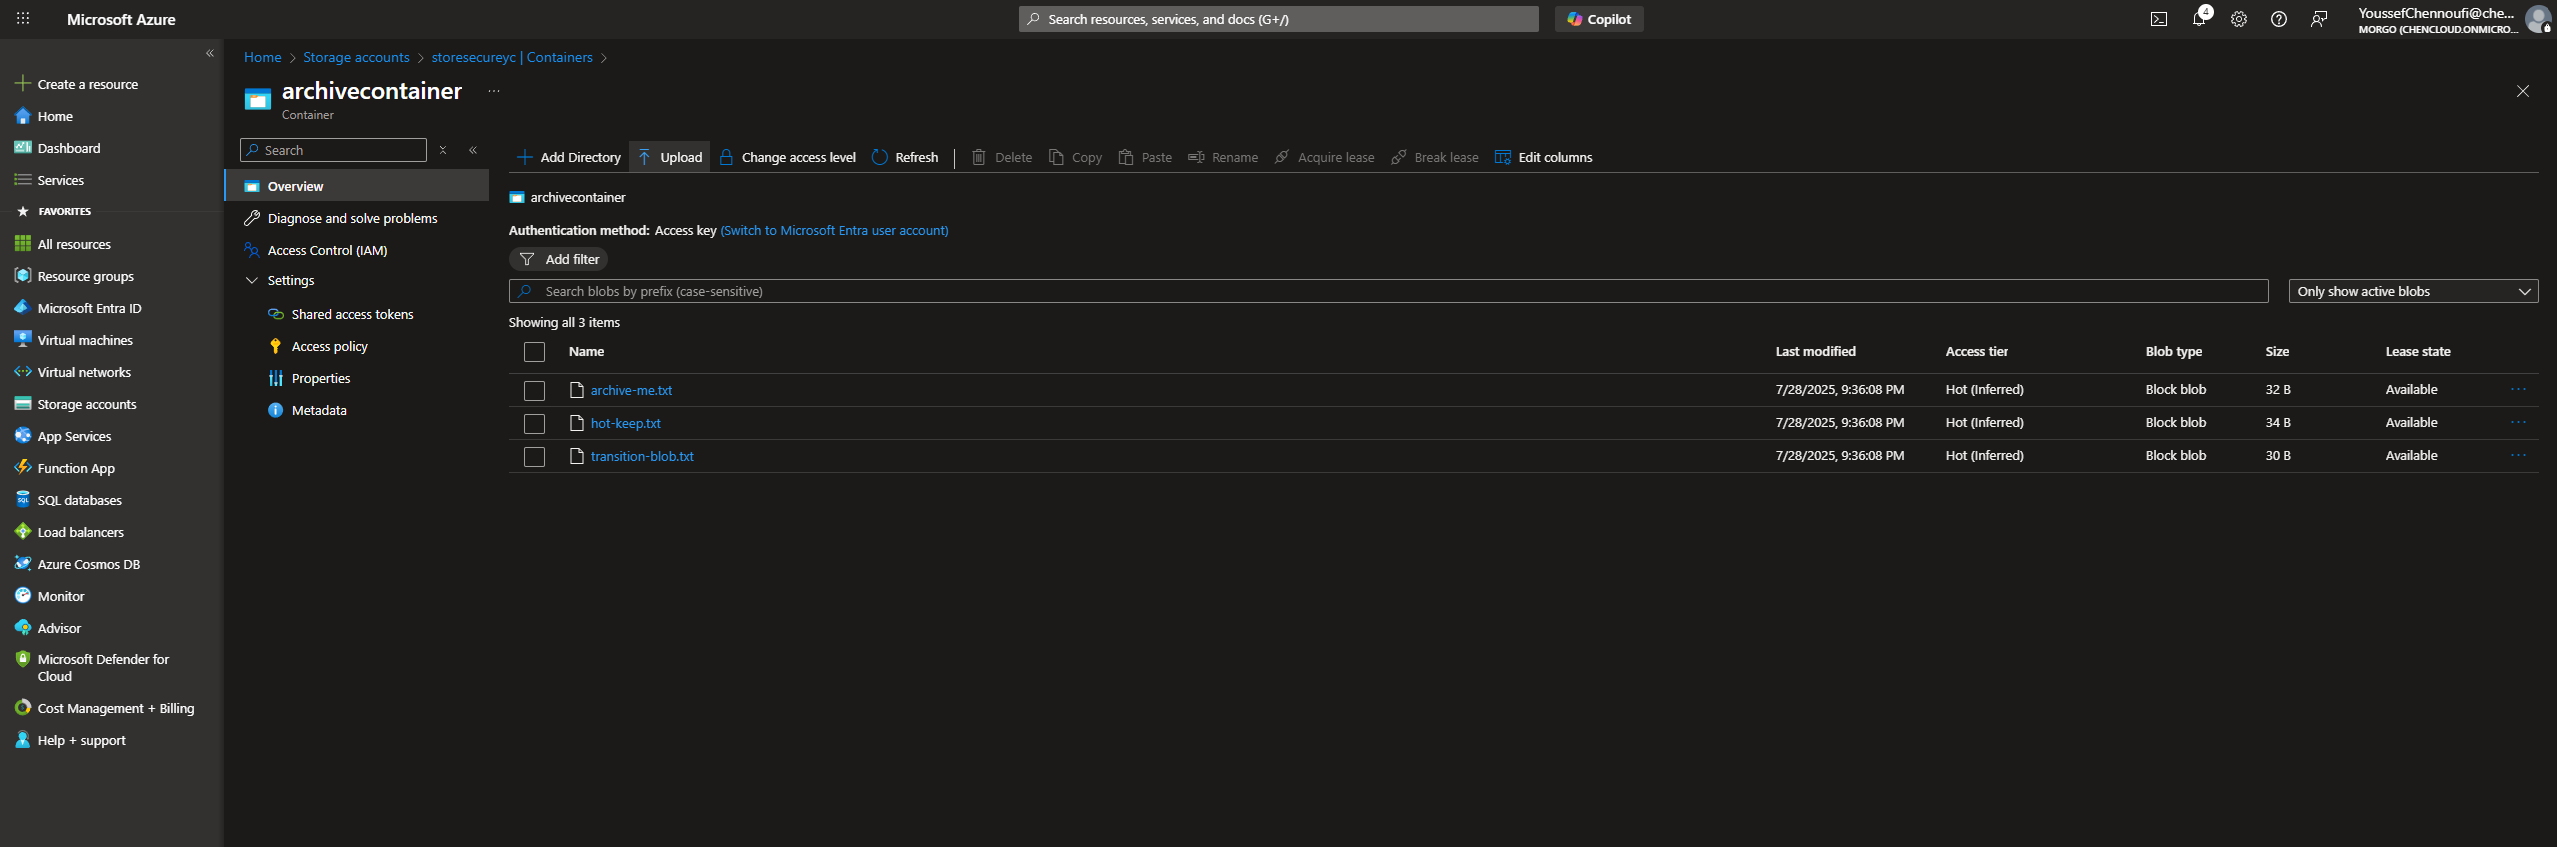 Microsoft Azure
Search resources, services, and docs (G+/)
Copilot
4
YoussefChennoufi@che...
MORGO (CHENCLOUD.ONMICRO...
Create a resource
Home
Dashboard
Services
FAVORITES
All resources
Resource groups
Microsoft Entra ID
Virtual machines
Virtual networks
Storage accounts
App Services
Function App
SQL databases
Load balancers
Azure Cosmos DB
Monitor
Advisor
Microsoft Defender for
Cloud
Cost Management + Billing
Help + support
Home > Storage accounts > storesecureyc | Containers >
archivecontainer ...
Container
Search
Overview
Diagnose and solve problems
Access Control (IAM)
Settings
Shared access tokens
Access policy
Properties
Metadata
Add Directory Upload Change access level Refresh | Delete Copy Paste Rename Acquire lease Break lease Edit columns
archivecontainer
Authentication method: Access key (Switch to Microsoft Entra user account)
Add filter
Search blobs by prefix (case-sensitive)
Only show active blobs
Showing all 3 items
Name Last modified Access tier Blob type Size Lease state
archive-me.txt 7/28/2025, 9:36:08 PM Hot (Inferred) Block blob 32 B Available ...
hot-keep.txt 7/28/2025, 9:36:08 PM Hot (Inferred) Block blob 34 B Available ...
transition-blob.txt 7/28/2025, 9:36:08 PM Hot (Inferred) Block blob 30 B Available ...